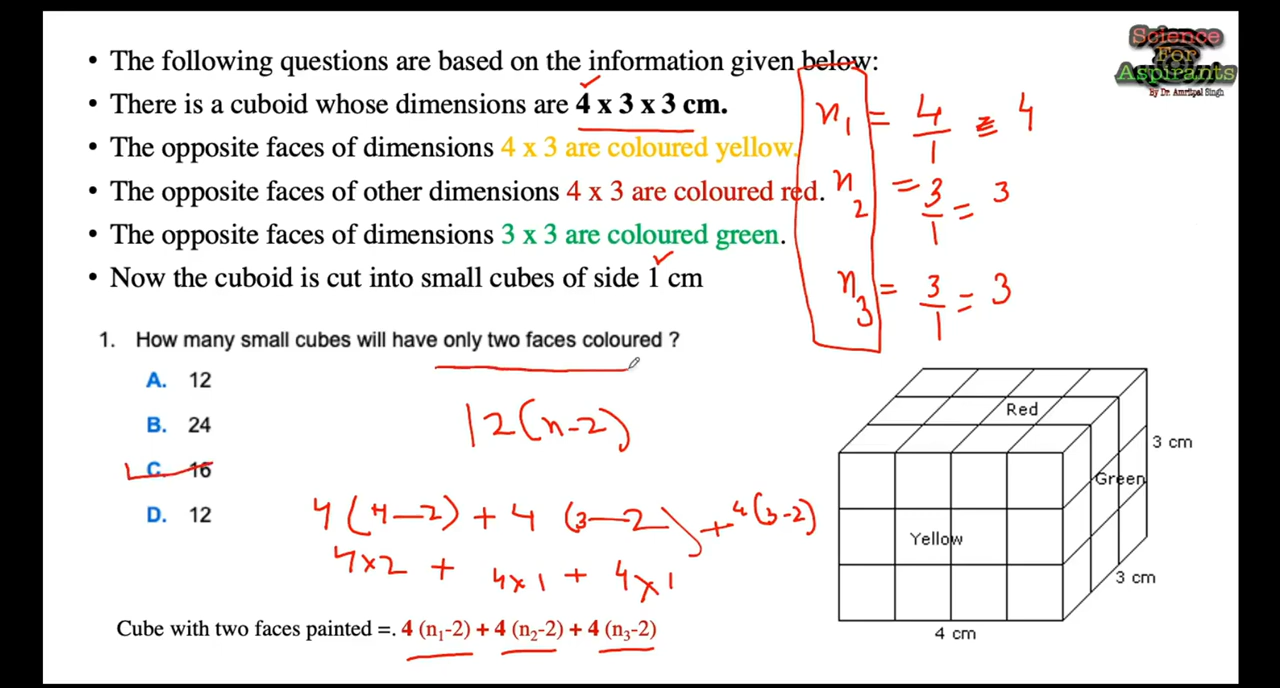 Science
For
Aspirants
By Dr. Amritpal Singh
• The following questions are based on the information given below:
• There is a cuboid whose dimensions are 4 x 3 x 3 cm.
• The opposite faces of dimensions 4 x 3 are coloured yellow.
• The opposite faces of other dimensions 4 x 3 are coloured red.
• The opposite faces of dimensions 3 x 3 are coloured green.
• Now the cuboid is cut into small cubes of side 1 cm
n₁ = 4/1 = 4
n₂ = 3/1 = 3
n₃ = 3/1 = 3
1. How many small cubes will have only two faces coloured ?
A. 12
B. 24
C. 16
D. 12
12(n-2)
4(4-2) + 4(3-2) + 4(3-2)
4x2 + 4x1 + 4x1
Cube with two faces painted =. 4 (n₁-2) + 4 (n₂-2) + 4 (n₃-2)
Red
3 cm
Green
Yellow
3 cm
4 cm